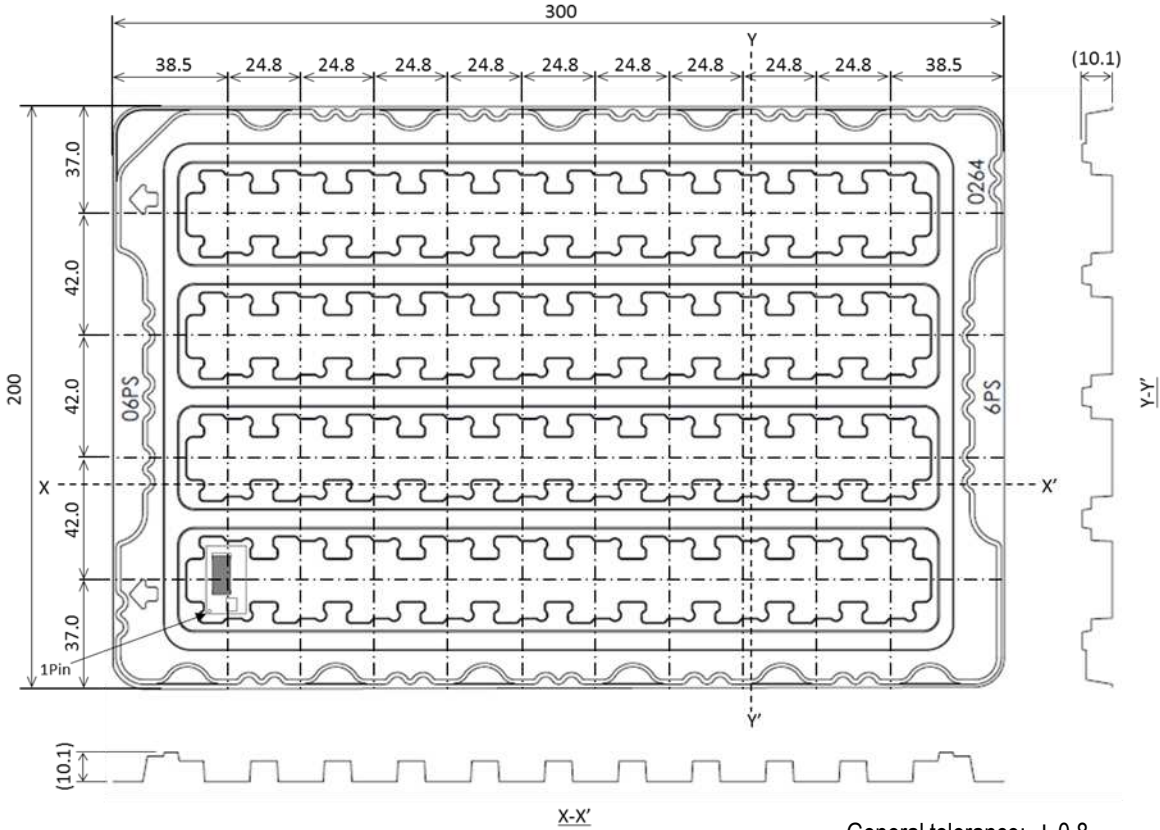 300
Y
38.5 24.8 24.8 24.8 24.8 24.8 24.8 24.8 24.8 24.8 38.5
(10.1)
200
37.0
42.0
42.0
42.0
37.0
0264
06PS
6PS
X
X'
1Pin
Y'
Y-Y'
(10.1)
X-X'
General tolerance: ± 0.8